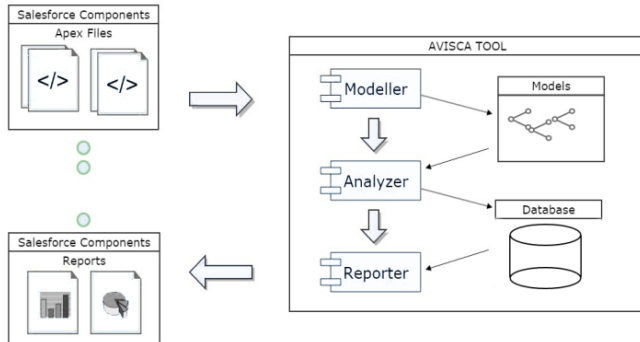 Salesforce Components
Apex Files
</>
</>
AVISCA TOOL
Modeller
Models
Analyzer
Database
Reporter
Salesforce Components
Reports